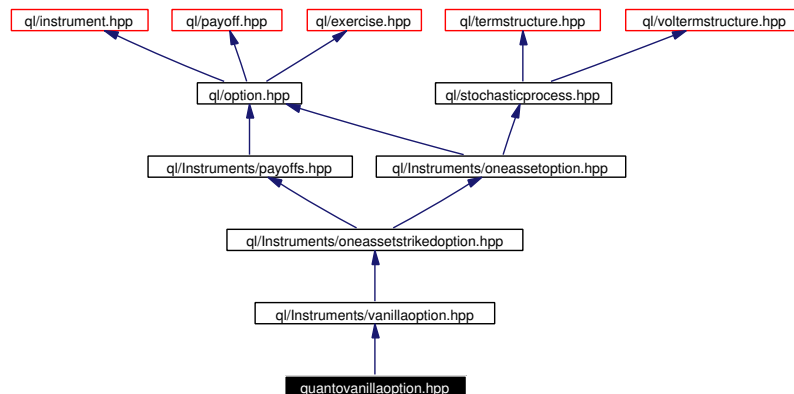 ql/instrument.hpp ql/payoff.hpp ql/exercise.hpp ql/termstructure.hpp ql/voltermstructure.hpp
ql/option.hpp ql/stochasticprocess.hpp
ql/Instruments/payoffs.hpp ql/Instruments/oneassetoption.hpp
ql/Instruments/oneassetstrikedoption.hpp
ql/Instruments/vanillaoption.hpp
quantovanillaoption.hpp